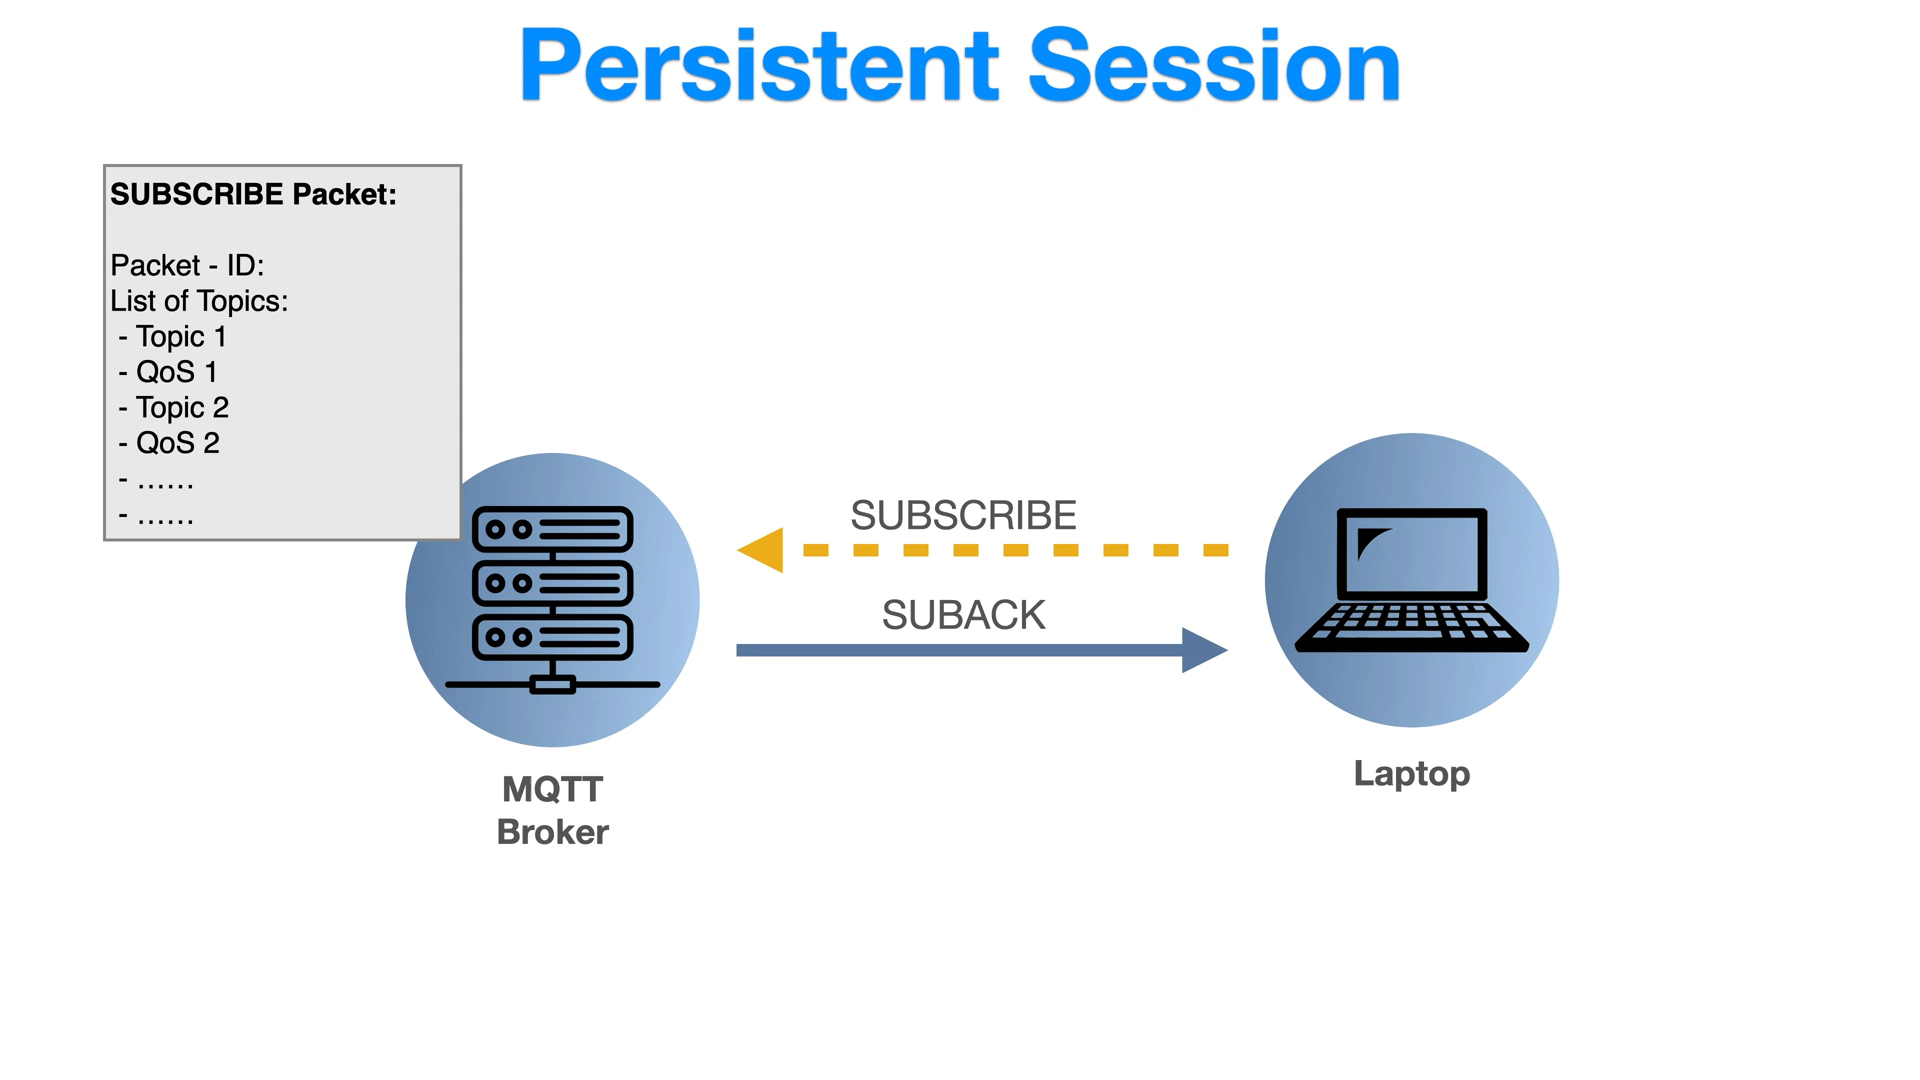 Persistent Session
SUBSCRIBE Packet:
Packet - ID:
List of Topics:
- Topic 1
- QoS 1
- Topic 2
- QoS 2
- ......
- ......
SUBSCRIBE
SUBACK
MQTT
Broker
Laptop